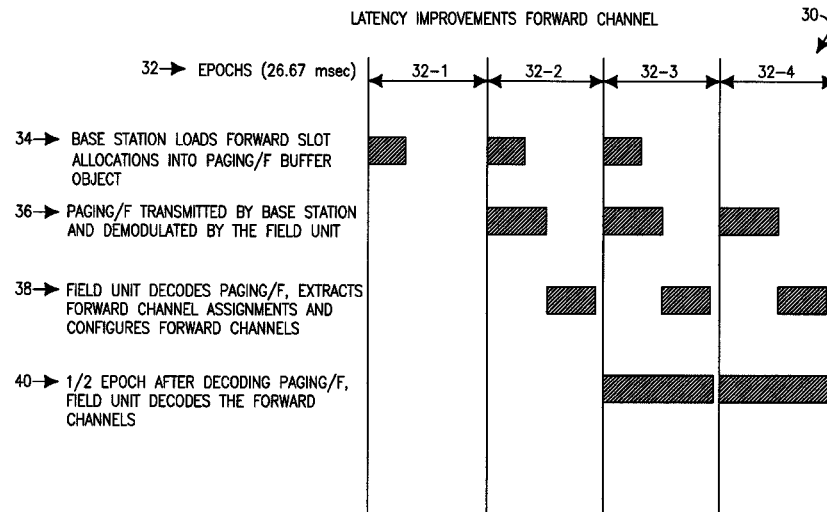 LATENCY IMPROVEMENTS FORWARD CHANNEL
30
32 EPOCHS (26.67 msec)
32-1
32-2
32-3
32-4
34 BASE STATION LOADS FORWARD SLOT
ALLOCATIONS INTO PAGING/F BUFFER
OBJECT
36 PAGING/F TRANSMITTED BY BASE STATION
AND DEMODULATED BY THE FIELD UNIT
38 FIELD UNIT DECODES PAGING/F, EXTRACTS
FORWARD CHANNEL ASSIGNMENTS AND
CONFIGURES FORWARD CHANNELS
40 1/2 EPOCH AFTER DECODING PAGING/F,
FIELD UNIT DECODES THE FORWARD
CHANNELS